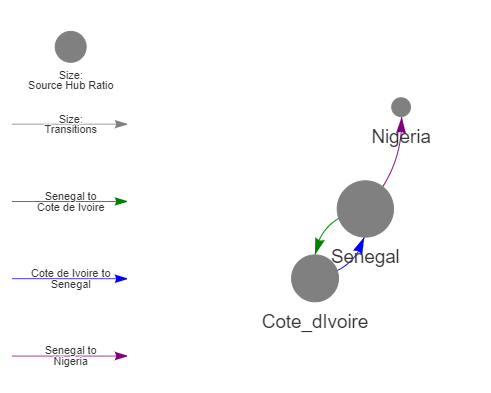 Size:
Source Hub Ratio
Size:
Transitions
Senegal to
Cote de Ivoire
Cote de Ivoire to
Senegal
Senegal to
Nigeria
Nigeria
Senegal
Cote_dIvoire